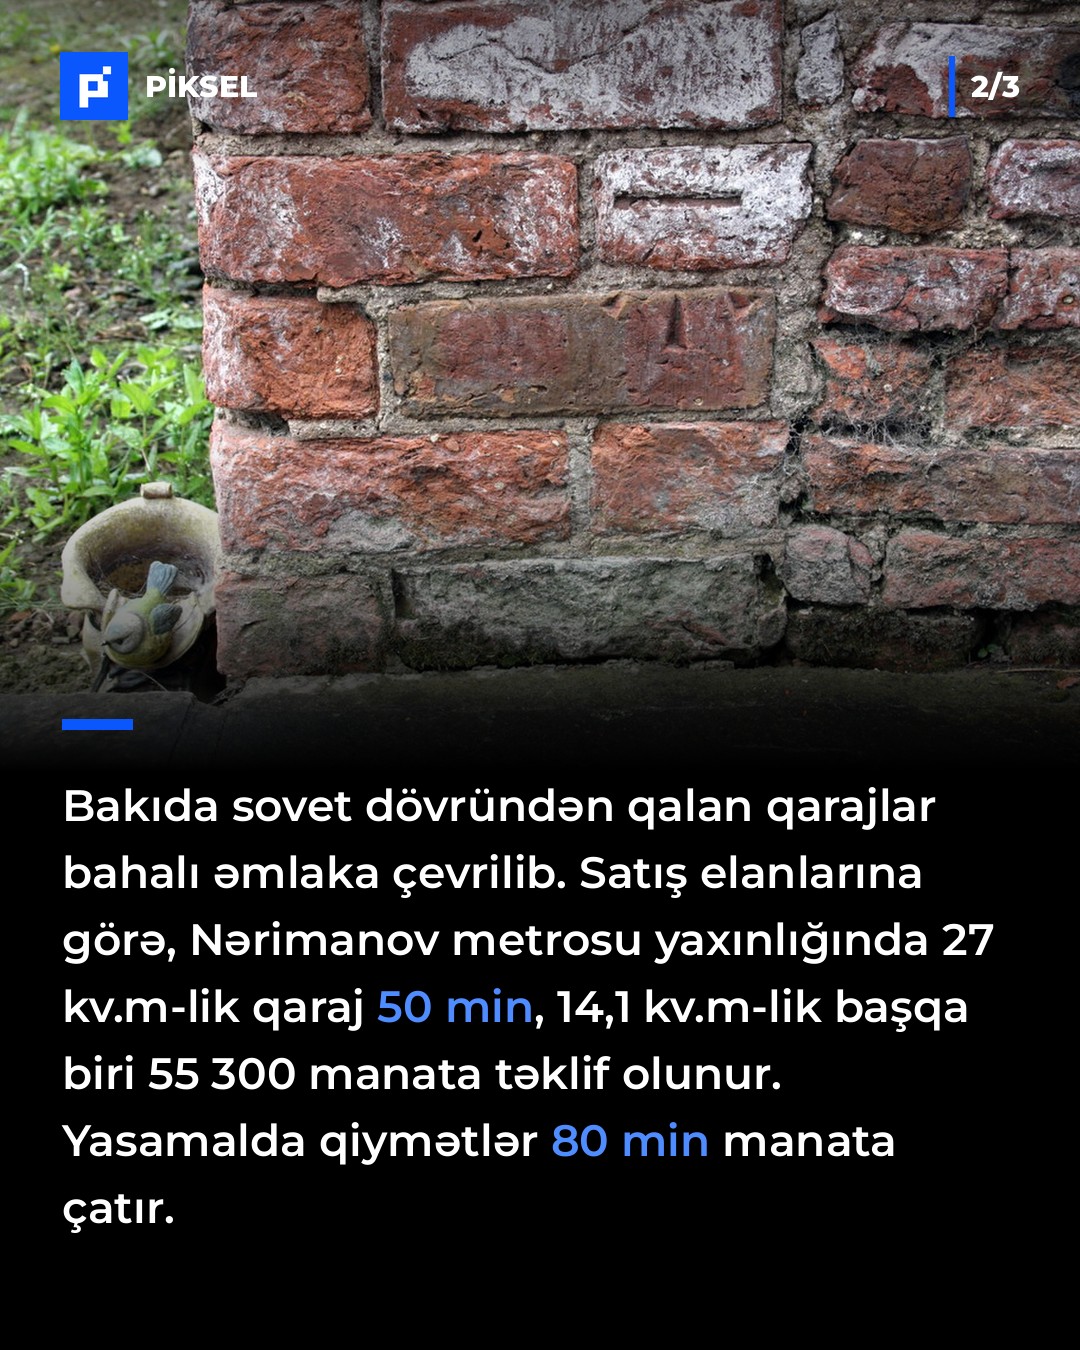 PİKSEL
2/3
Bakıda sovet dövründən qalan qarajlar
bahalı əmlaka çevrilib. Satış elanlarına
görə, Nərimanov metrosu yaxınlığında 27
kv.m-lik qaraj 50 min, 14,1 kv.m-lik başqa
biri 55 300 manata təklif olunur.
Yasamalda qiymətlər 80 min manata
çatır.